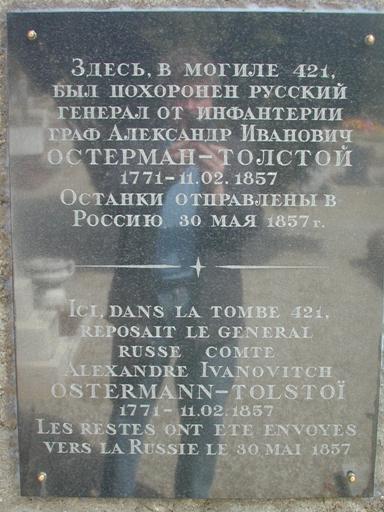 Здесь, в могиле 421,
был похоронен русский
генерал от инфантерии
граф Александр Иванович
ОСТЕРМАН-ТОЛСТОЙ
1771-11.02.1857
Останки отправлены в
Россию 30 мая 1857 г.
Ici, dans la tombe 421,
reposait le general
russe comte
Alexandre Ivanovitch
OSTERMANN-TOLSTOÏ
1771-11.02.1857
Les restes ont ete envoyes
vers la Russie le 30 mai 1857